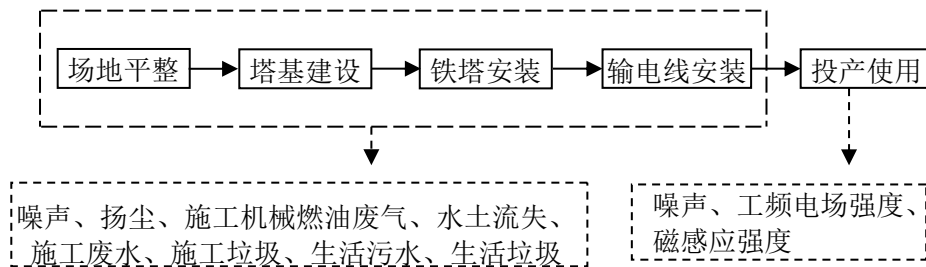 场地平整 塔基建设 铁塔安装 输电线安装 投产使用
噪声、扬尘、施工机械燃油废气、水土流失、
施工废水、施工垃圾、生活污水、生活垃圾
噪声、工频电场强度、
磁感应强度